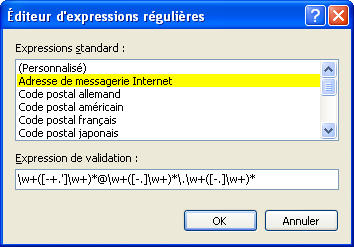 Éditeur d'expressions régulières
Expressions standard :
(Personnalisé)
Adresse de messagerie Internet
Code postal allemand
Code postal américain
Code postal français
Code postal japonais
Expression de validation :
\w+([-+.']\w+)*@\w+([-.]\w+)*\.\w+([-.]\w+)*
OK
Annuler